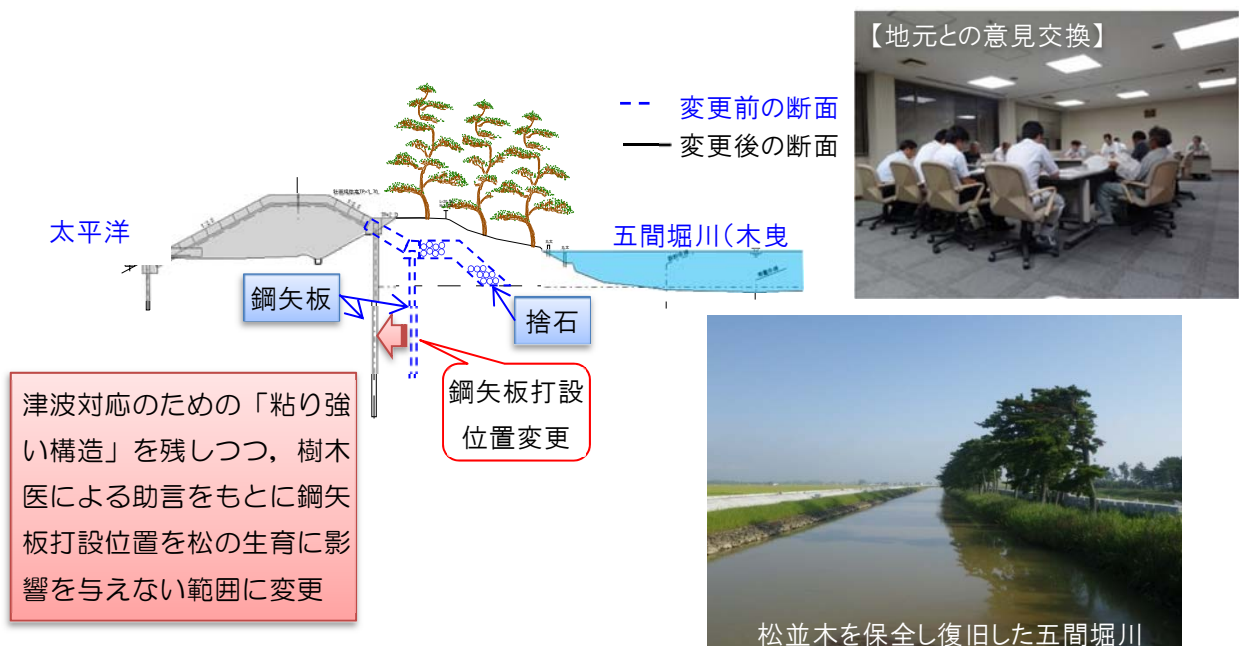 【地元との意見交換】
変更前の断面
変更後の断面
太平洋
五間堀川(木曳
鋼矢板
捨石
鋼矢板打設
位置変更
津波対応のための「粘り強
い構造」を残しつつ,樹木
医による助言をもとに鋼矢
板打設位置を松の生育に影
響を与えない範囲に変更
松並木を保全し復旧した五間堀川